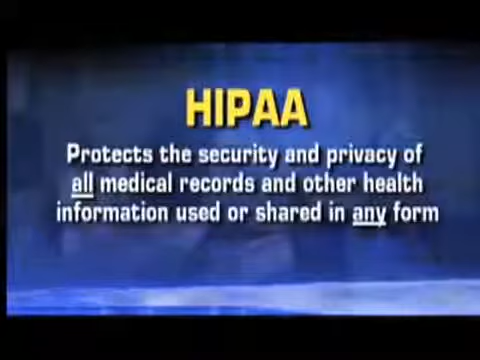 HIPAA
Protects the security and privacy of
all medical records and other health
information used or shared in any form